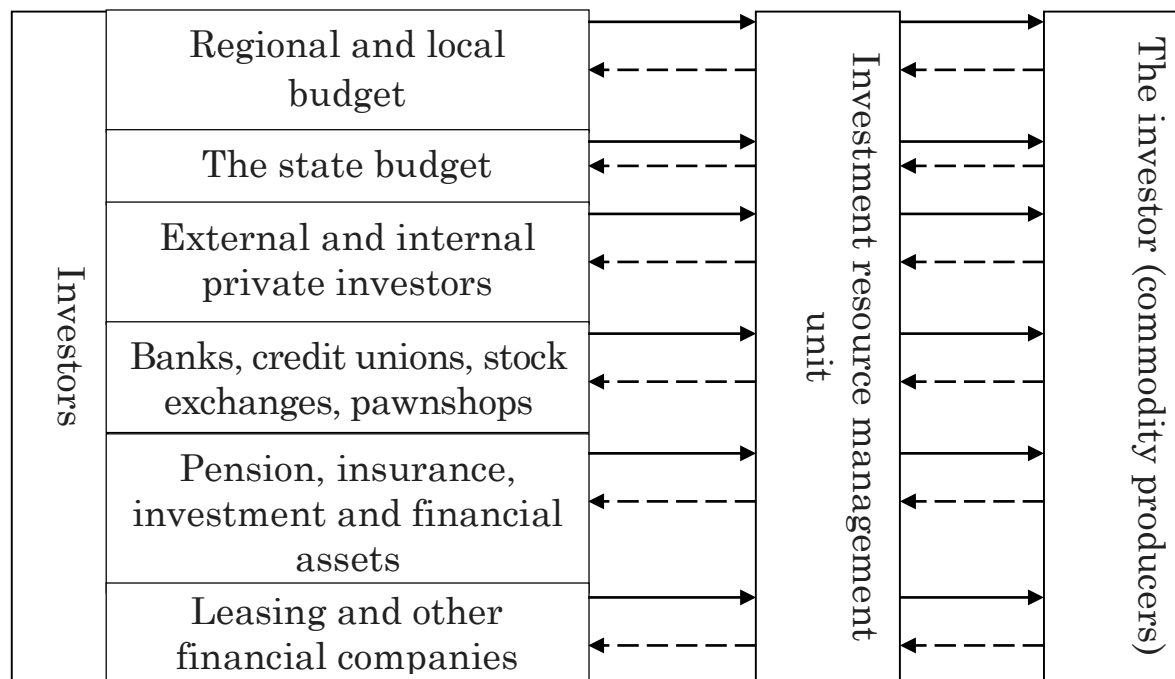 Investors
Regional and local
budget
The state budget
External and internal
private investors
Banks, credit unions, stock
exchanges, pawnshops
Pension, insurance,
investment and financial
assets
Leasing and other
financial companies
Investment resource management
unit
The investor (commodity producers)